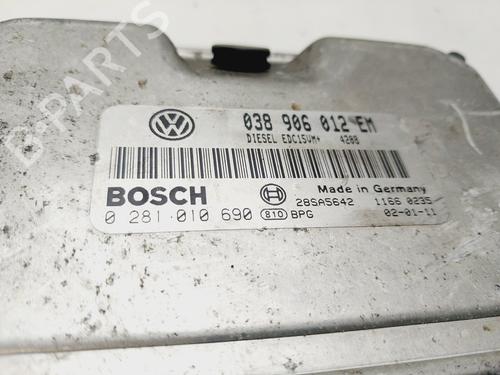 B-PARTS
038 906 012 EM
DIESEL EDC15VM+ 4288
BOSCH
Made in Germany
28SA5642 1166 0235
0 281 010 690 810 BPG 02-01-11